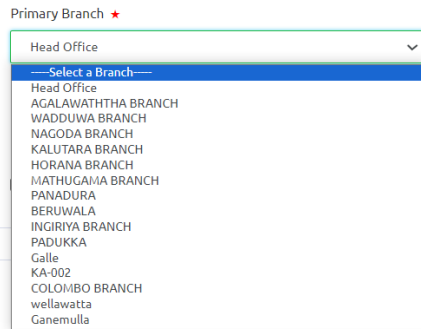 Primary Branch ★
Head Office
-----Select a Branch-----
Head Office
AGALAWATHTHA BRANCH
WADDUWA BRANCH
NAGODA BRANCH
KALUTARA BRANCH
HORANA BRANCH
MATHUGAMA BRANCH
PANADURA
BERUWALA
INGIRIYA BRANCH
PADUKKA
Galle
KA-002
COLOMBO BRANCH
wellawatta
Ganemulla